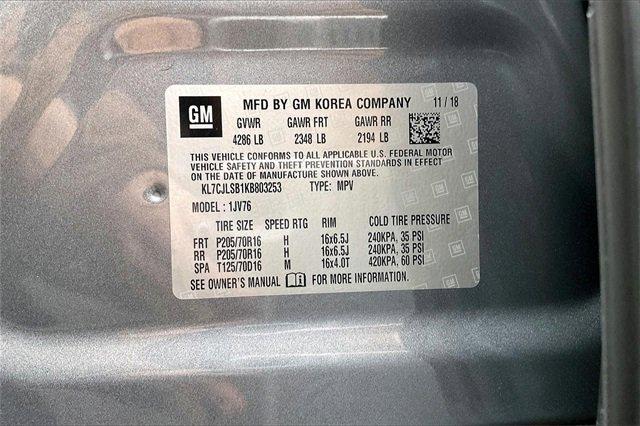 GM MFD BY GM KOREA COMPANY 11 / 18
GVWR GAWR FRT GAWR RR
4286 LB 2348 LB 2194 LB
THIS VEHICLE CONFORMS TO ALL APPLICABLE U.S. FEDERAL MOTOR
VEHICLE SAFETY AND THEFT PREVENTION STANDARDS IN EFFECT
ON THE DATE OF MANUFACTURE SHOWN ABOVE.
KL7CJLSB1KB803253 TYPE: MPV
MODEL: 1JV76
TIRE SIZE SPEED RTG RIM COLD TIRE PRESSURE
FRT P205/70R16 H 16x6.5J 240KPA, 35 PSI
RR P205/70R16 H 16x6.5J 240KPA, 35 PSI
SPA T125/70D16 M 16x4.0T 420KPA, 60 PSI
SEE OWNER'S MANUAL FOR MORE INFORMATION.